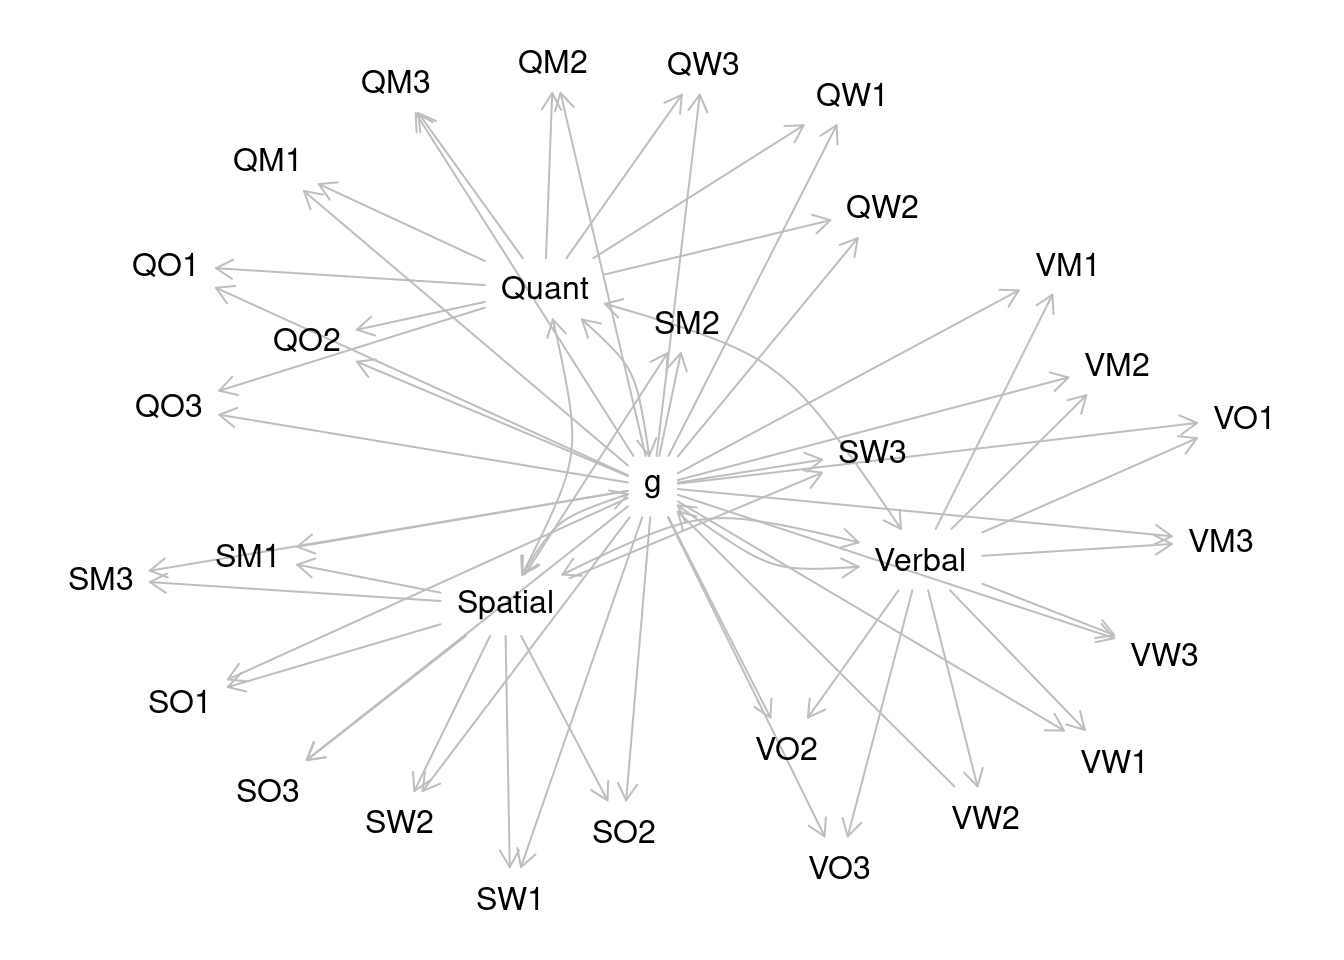 QM2
QW3
QM3
QW1
QM1
QW2
QO1
VM1
Quant
SM2
QO2
VM2
QO3
VO1
SW3
g
VM3
SM1
Verbal
SM3
Spatial
VW3
SO1
VO2
VW1
SO3
VW2
SW2
SO2
VO3
SW1